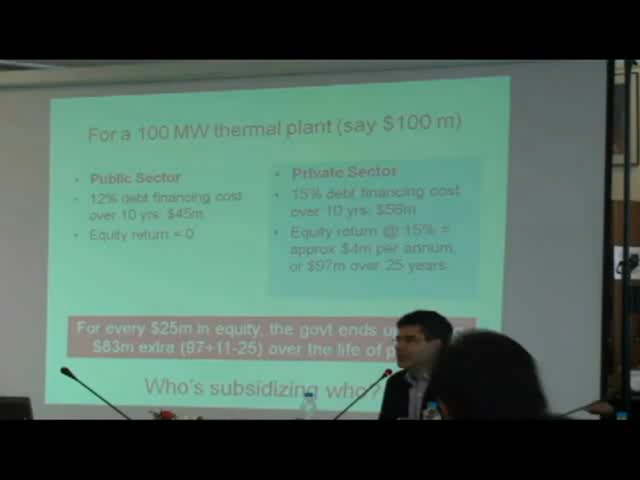 For a 100 MW thermal plant (say $100 m)
• Public Sector
• 12% debt financing cost
over 10 yrs: $45m
• Equity return < 0
• Private Sector
• 15% debt financing cost
over 10 yrs: $56m
• Equity return @ 15% =
approx $4m per annum,
or $97m over 25 years
For every $25m in equity, the govt ends
$83m extra (97+11-25) over the life of
Who's subsidizing who?